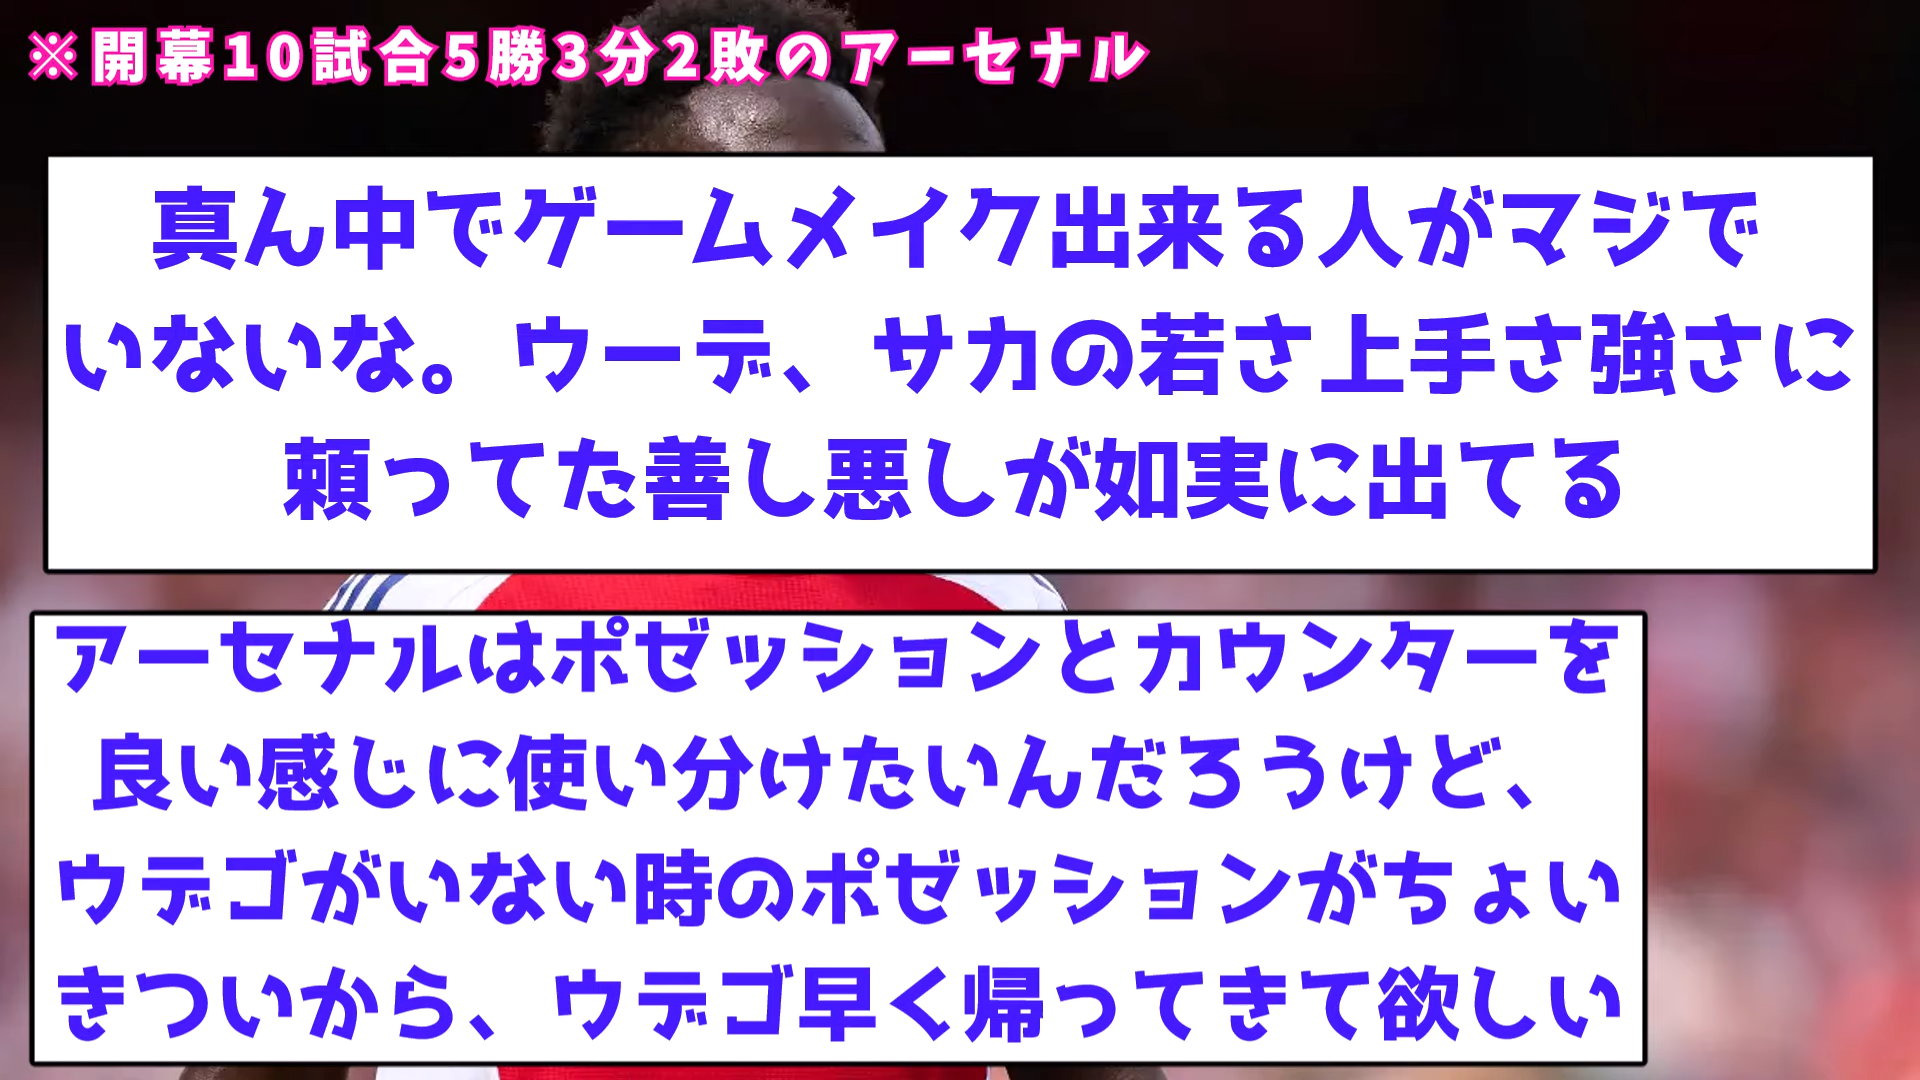 ※開幕10試合5勝3分2敗のアーセナル
真ん中でゲームメイク出来る人がマジで
いないな。ウーデ、サカの若さ上手さ強さに
頼ってた善し悪しが如実に出てる
アーセナルはポゼッションとカウンターを
良い感じに使い分けたいんだろうけど、
ウデゴがいない時のポゼッションがちょい
きついから、ウデゴ早く帰ってきて欲しい